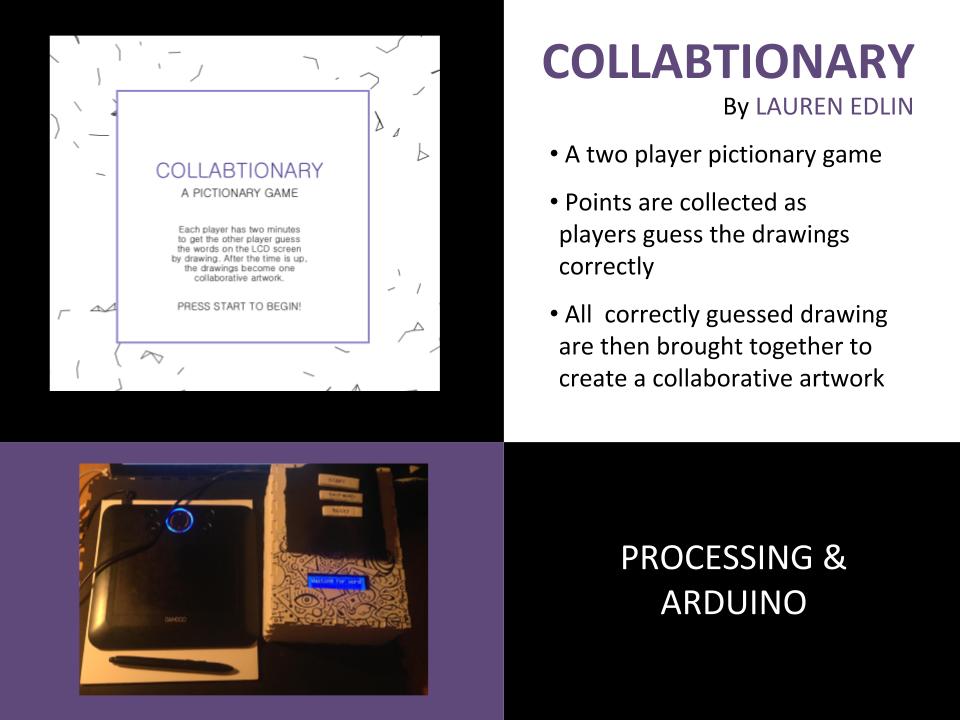 COLLABTIONARY
A PICTIONARY GAME
Each player has two minutes
to get the other player guess
the words on the LCD screen
by drawing. After the time is up,
the drawings become one
collaborative artwork.
PRESS START TO BEGIN!
COLLABTIONARY
By LAUREN EDLIN
• A two player pictionary game
• Points are collected as
players guess the drawings
correctly
• All  correctly guessed drawing
are then brought together to
create a collaborative artwork
BAMBOO
START
Waiting for word
PROCESSING &
ARDUINO